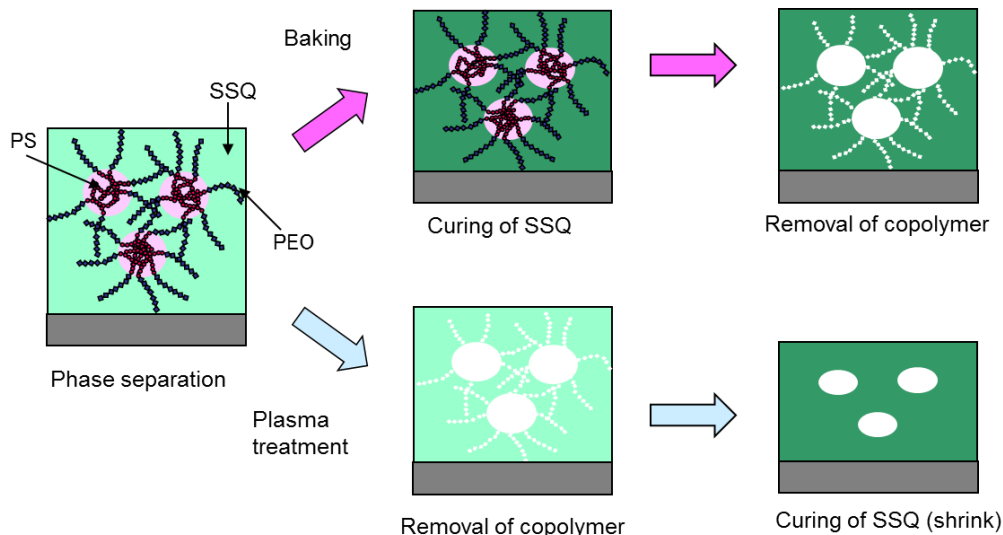 Baking
SSQ
PS
PEO
Phase separation
Curing of SSQ
Removal of copolymer
Plasma
treatment
Removal of copolymer
Curing of SSQ (shrink)